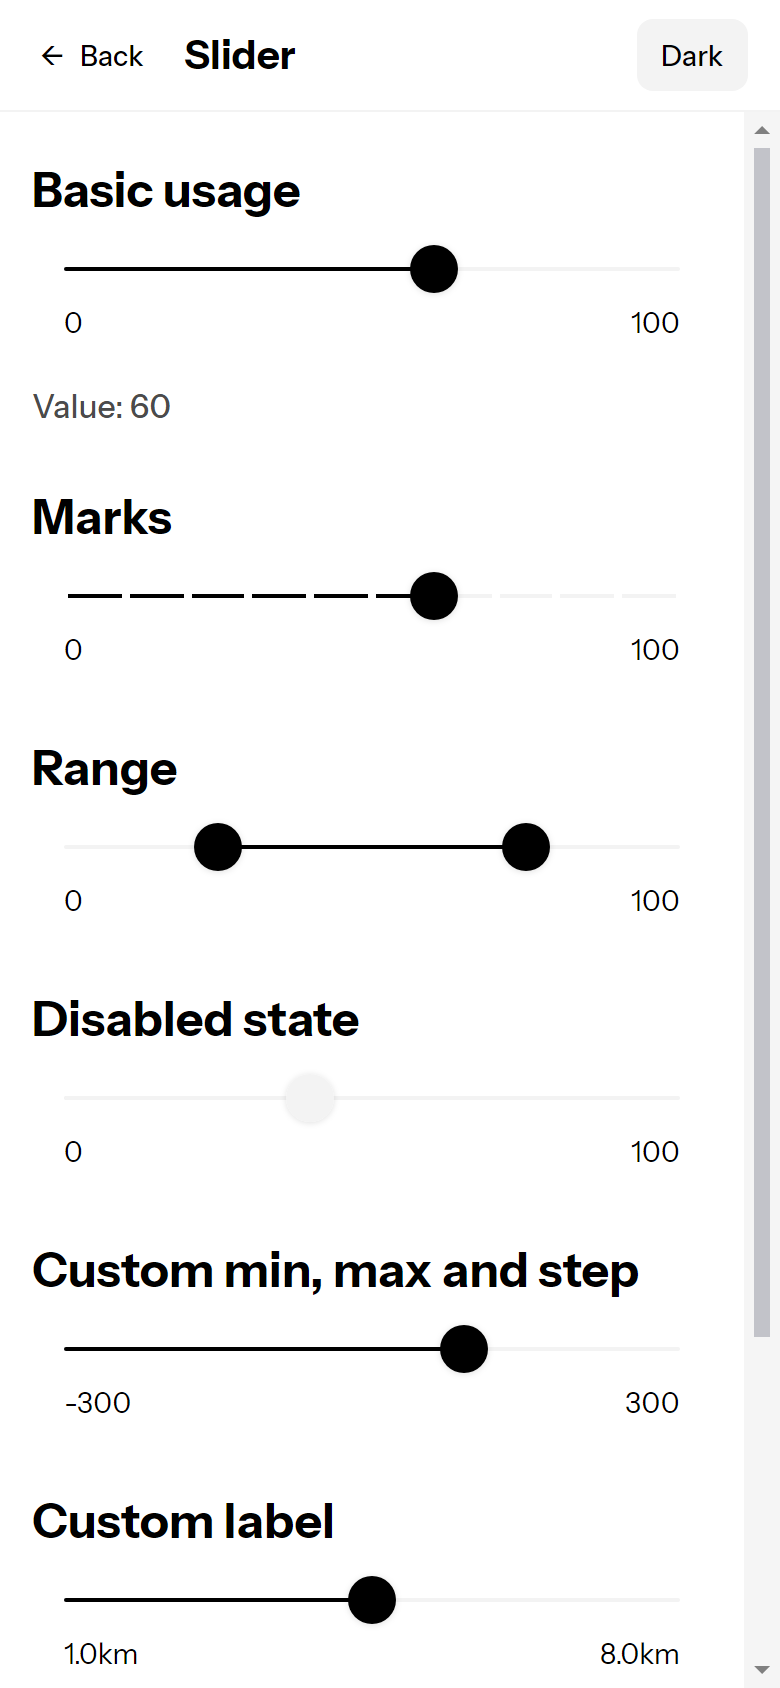 ← Back Slider Dark
Basic usage
0 100
Value: 60
Marks
0 100
Range
0 100
Disabled state
0 100
Custom min, max and step
-300 300
Custom label
1.0km 8.0km